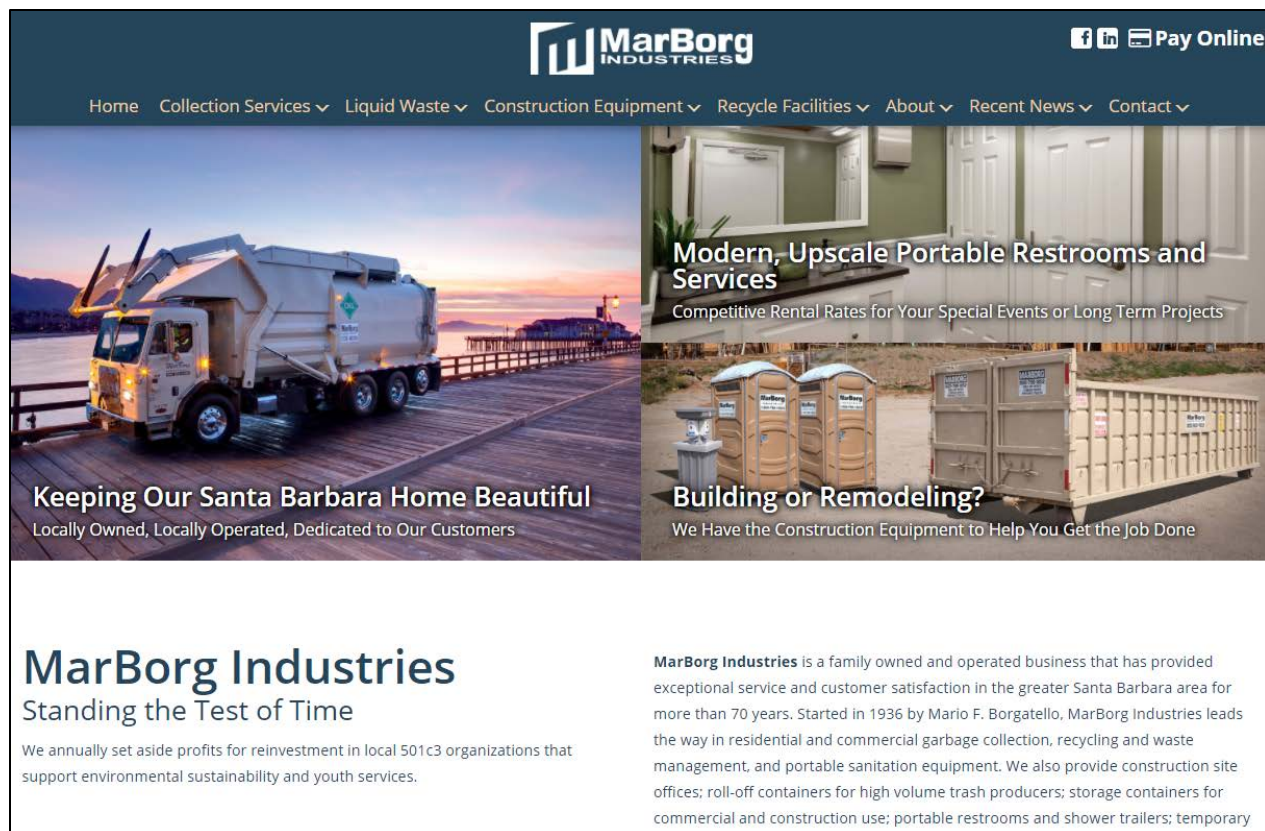 MarBorg
INDUSTRIES
Pay Online
Home Collection Services Liquid Waste Construction Equipment Recycle Facilities About Recent News Contact
Modern, Upscale Portable Restrooms and
Services
Competitive Rental Rates for Your Special Events or Long Term Projects
Keeping Our Santa Barbara Home Beautiful
Locally Owned, Locally Operated, Dedicated to Our Customers
MarBorg
MarBorg
MarBorg
MARBORG
MARBORG
MarBorg
Building or Remodeling?
We Have the Construction Equipment to Help You Get the Job Done
MarBorg Industries
Standing the Test of Time
We annually set aside profits for reinvestment in local 501c3 organizations that
support environmental sustainability and youth services.
MarBorg Industries is a family owned and operated business that has provided
exceptional service and customer satisfaction in the greater Santa Barbara area for
more than 70 years. Started in 1936 by Mario F. Borgatello, MarBorg Industries leads
the way in residential and commercial garbage collection, recycling and waste
management, and portable sanitation equipment. We also provide construction site
offices; roll-off containers for high volume trash producers; storage containers for
commercial and construction use; portable restrooms and shower trailers; temporary